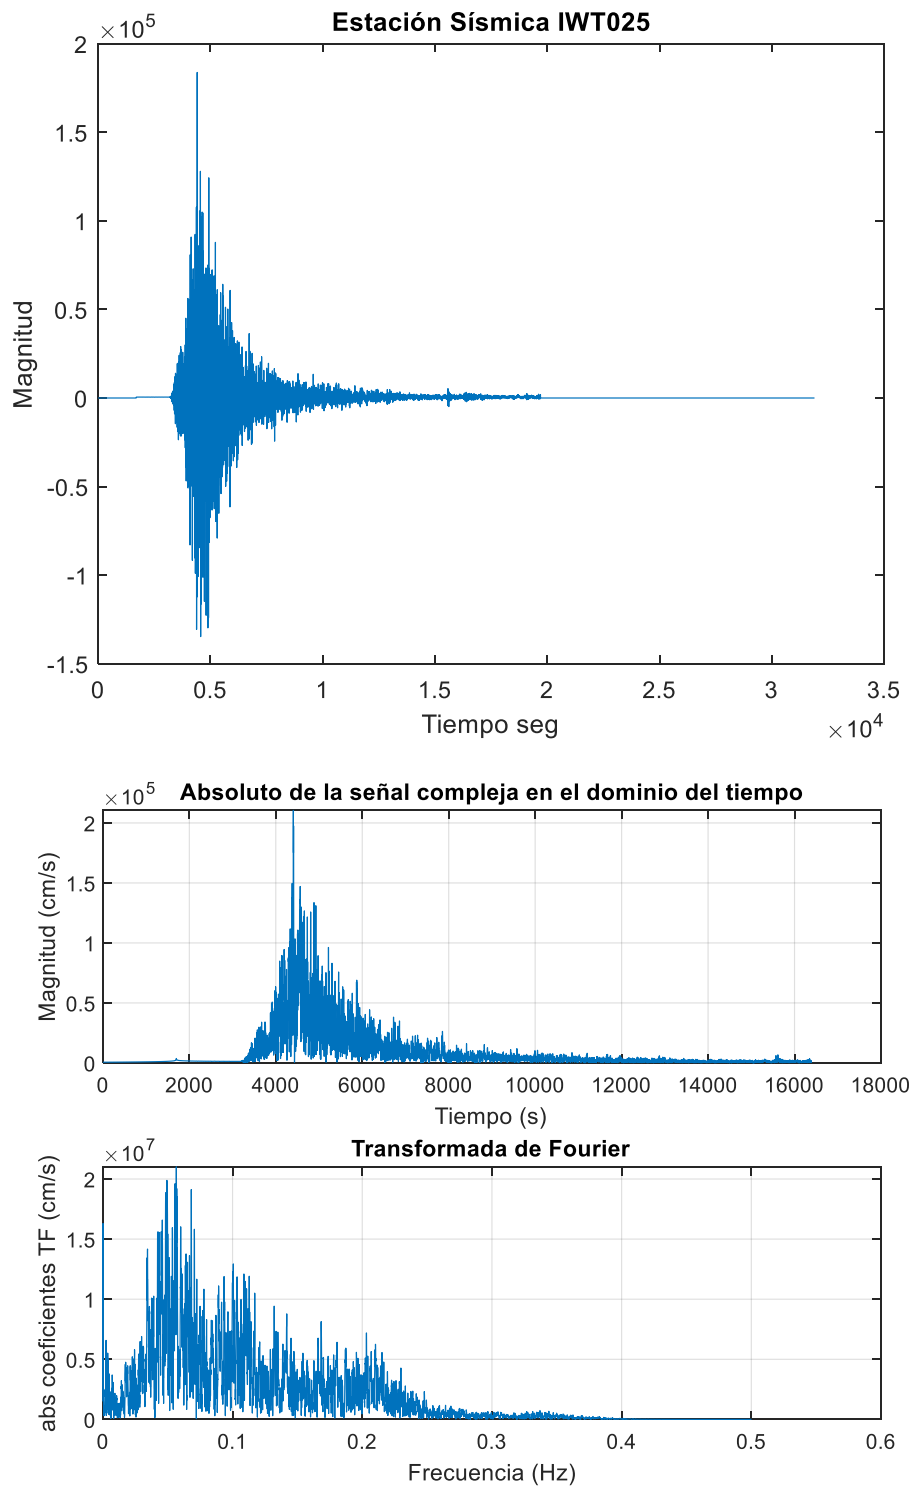 Estación Sísmica IWT025
×10^5
2
1.5
1
0.5
0
-0.5
-1
-1.5
Magnitud
0 0.5 1 1.5 2 2.5 3 3.5
Tiempo seg
×10^4
Absoluto de la señal compleja en el dominio del tiempo
×10^5
2
1.5
1
0.5
0
Magnitud (cm/s)
0 2000 4000 6000 8000 10000 12000 14000 16000 18000
Tiempo (s)
Transformada de Fourier
×10^7
2
1.5
1
0.5
0
abs coeficientes TF (cm/s)
0 0.1 0.2 0.3 0.4 0.5 0.6
Frecuencia (Hz)